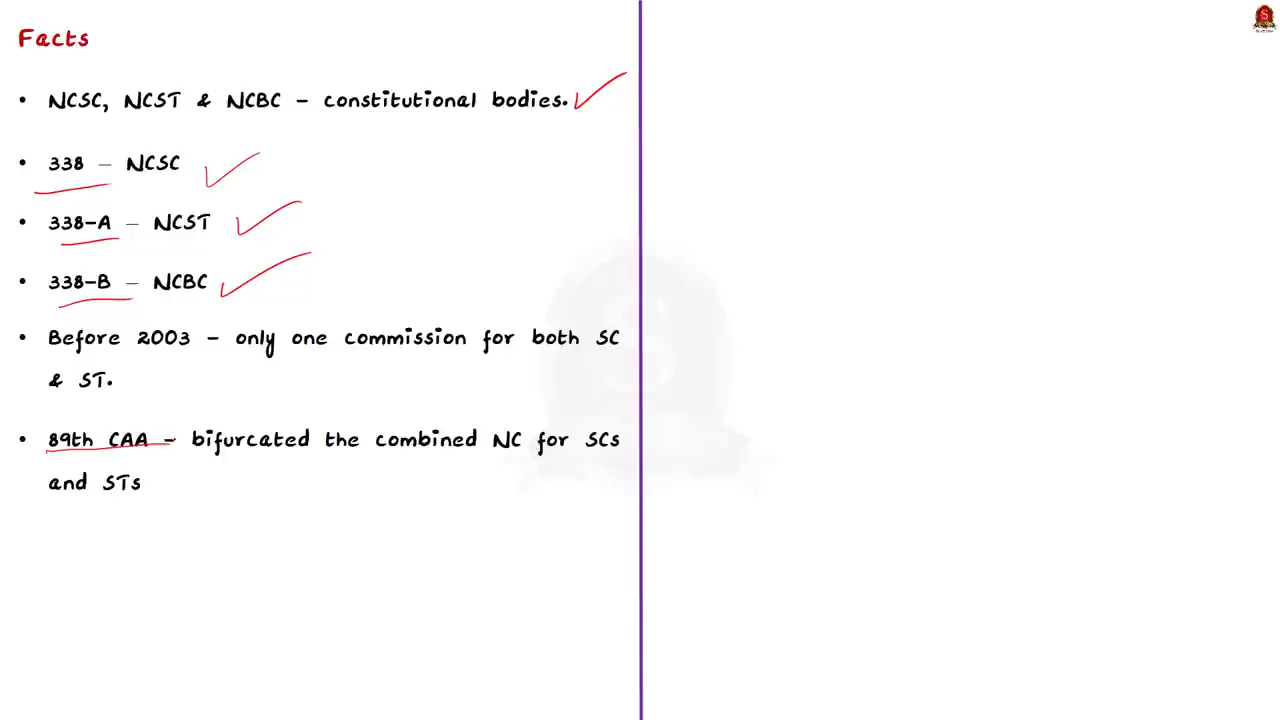 Facts
• NCSC, NCST & NCBC – constitutional bodies.
• 338 – NCSC
• 338-A – NCST
• 338-B – NCBC
• Before 2003 – only one commission for both SC
& ST.
• 89th CAA – bifurcated the combined NC for SCs
and STs